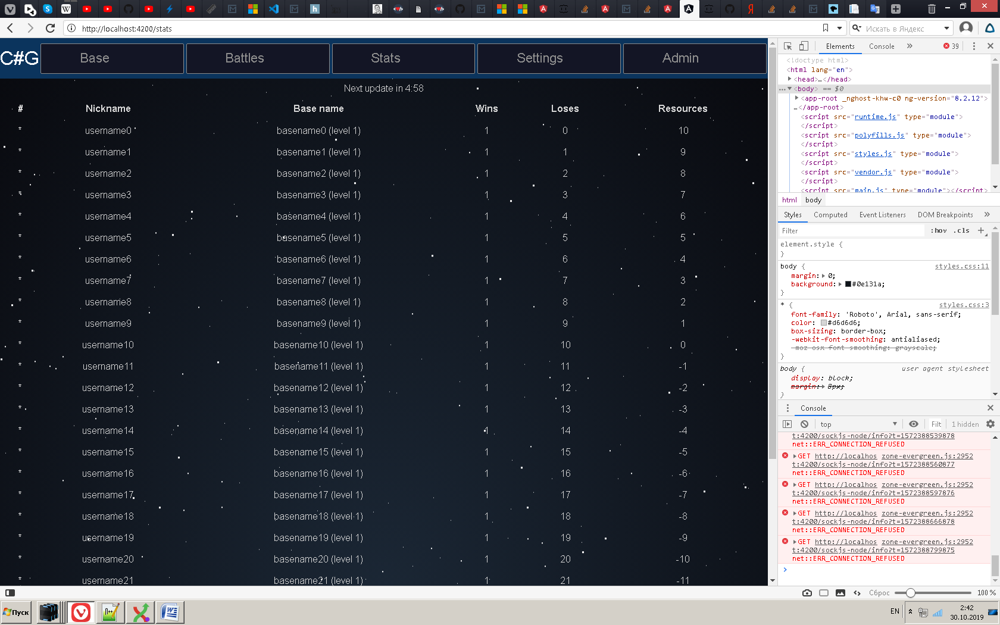 http://localhost:4200/stats
Искать в Яндекс
C#G
Base
Battles
Stats
Settings
Admin
Next update in 4:58
# Nickname Base name Wins Loses Resources
* username0 basename0 (level 1) 1 0 10
* username1 basename1 (level 1) 1 1 9
* username2 basename2 (level 1) 1 2 8
* username3 basename3 (level 1) 1 3 7
* username4 basename4 (level 1) 1 4 6
* username5 basename5 (level 1) 1 5 5
* username6 basename6 (level 1) 1 6 4
* username7 basename7 (level 1) 1 7 3
* username8 basename8 (level 1) 1 8 2
* username9 basename9 (level 1) 1 9 1
* username10 basename10 (level 1) 1 10 0
* username11 basename11 (level 1) 1 11 -1
* username12 basename12 (level 1) 1 12 -2
* username13 basename13 (level 1) 1 13 -3
* username14 basename14 (level 1) 1 14 -4
* username15 basename15 (level 1) 1 15 -5
* username16 basename16 (level 1) 1 16 -6
* username17 basename17 (level 1) 1 17 -7
* username18 basename18 (level 1) 1 18 -8
* username19 basename19 (level 1) 1 19 -9
* username20 basename20 (level 1) 1 20 -10
* username21 basename21 (level 1) 1 21 -11
Elements Console » 39
<!doctype html>
<html lang="en">
<head>…</head>
… <body> == $0
<app-root _nghost-khw-c0 ng-version="8.2.12">
…</app-root>
<script src="runtime.js" type="module">
</script>
<script src="polyfills.js" type="module">
</script>
<script src="styles.js" type="module">
</script>
<script src="vendor.js" type="module">
</script>
<script src="main.js" type="module"></script>
html body
Styles Computed Event Listeners DOM Breakpoints »
Filter :hov .cls +
element.style {
}
body { styles.css:11
margin: 0;
background: #0e131a;
}
* { styles.css:3
font-family: 'Roboto', Arial, sans-serif;
color: #d6d6d6;
box-sizing: border-box;
-webkit-font-smoothing: antialiased;
-moz-osx-font-smoothing: grayscale;
}
body { user agent stylesheet
display: block;
margin: 8px;
}
Console
top Filt 1 hidden
t:4200/sockjs-node/info?t=1572388539878
net::ERR_CONNECTION_REFUSED
GET http://localhos zone-evergreen.js:2952
t:4200/sockjs-node/info?t=1572388560877
net::ERR_CONNECTION_REFUSED
GET http://localhos zone-evergreen.js:2952
t:4200/sockjs-node/info?t=1572388597876
net::ERR_CONNECTION_REFUSED
GET http://localhos zone-evergreen.js:2952
t:4200/sockjs-node/info?t=1572388666878
net::ERR_CONNECTION_REFUSED
GET http://localhos zone-evergreen.js:2952
t:4200/sockjs-node/info?t=1572388799875
net::ERR_CONNECTION_REFUSED
Сброс 100 %
Пуск
EN
2:42
30.10.2019